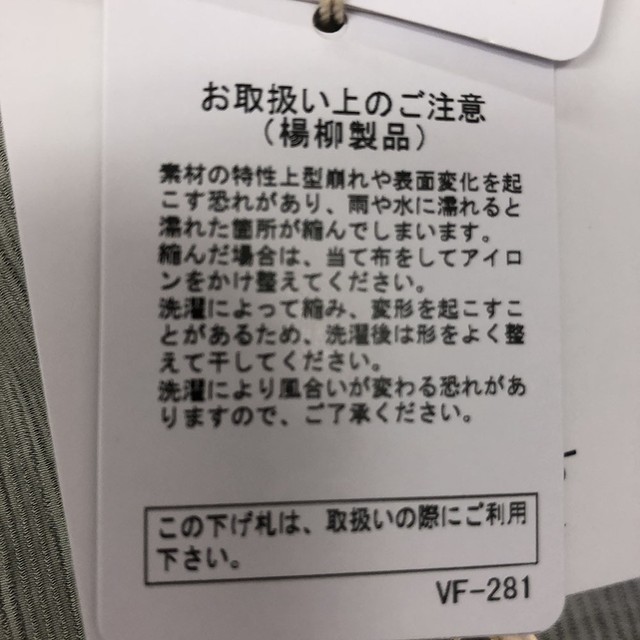 お取扱い上のご注意
（楊柳製品）
素材の特性上型崩れや表面変化を起
こす恐れがあり、雨や水に濡れると
濡れた箇所が縮んでしまいます。
縮んだ場合は、当て布をしてアイロ
ンをかけ整えてください。
洗濯によって縮み、変形を起こすこ
とがあるため、洗濯後は形をよく整
えて干してください。
洗濯により風合いが変わる恐れがあ
りますので、ご了承ください。
この下げ札は、取扱いの際にご利用
下さい。
VF-281